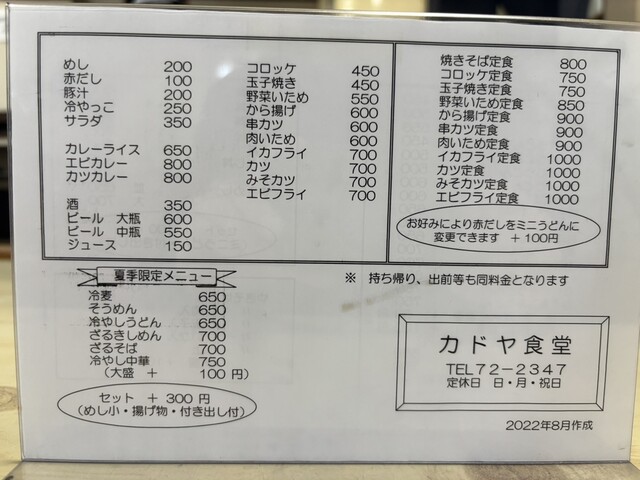 めし 200
赤だし 100
豚汁 200
冷やっこ 250
サラダ 350
カレーライス 650
エビカレー 800
カツカレー 800
酒 350
ビール 大瓶 600
ビール 中瓶 550
ジュース 150
コロッケ 450
玉子焼き 450
野菜いため 550
から揚げ 600
串カツ 600
肉いため 600
イカフライ 700
カツ 700
みそカツ 700
エビフライ 700
焼きそば定食 800
コロッケ定食 750
玉子焼き定食 750
野菜いため定食 850
から揚げ定食 900
串カツ定食 900
肉いため定食 900
イカフライ定食 1000
カツ定食 1000
みそカツ定食 1000
エビフライ定食 1000
お好みにより赤だしをミニうどんに
変更できます +100円
夏季限定メニュー
冷麦 650
そうめん 650
冷やしうどん 650
ざるきしめん 700
ざるそば 700
冷やし中華 750
(大盛 + 100 円)
セット + 300 円
(めし小・揚げ物・付き出し付)
※ 持ち帰り、出前等も同料金となります
カドヤ食堂
TEL72-2347
定休日 日・月・祝日
2022年8月作成